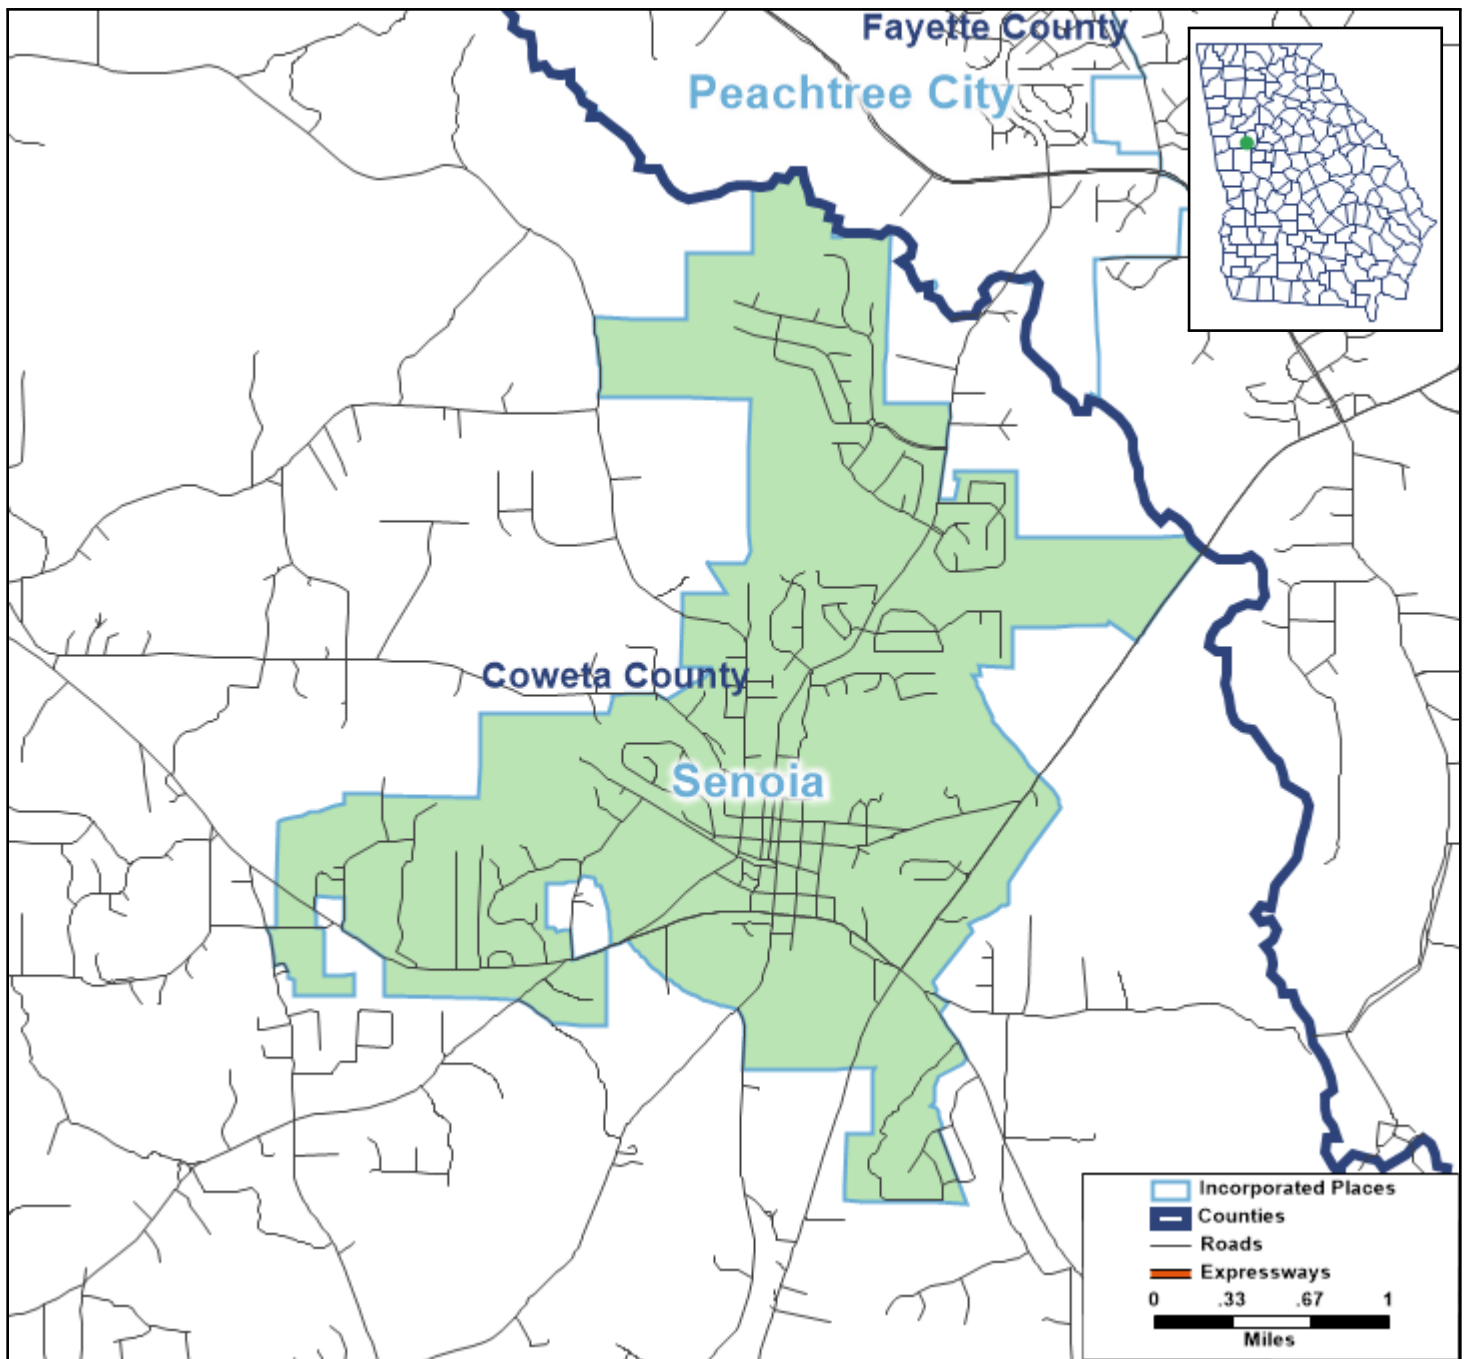 Fayette County
Peachtree City
Coweta County
Senoia
Incorporated Places
Counties
Roads
Expressways
0 .33 .67 1
Miles